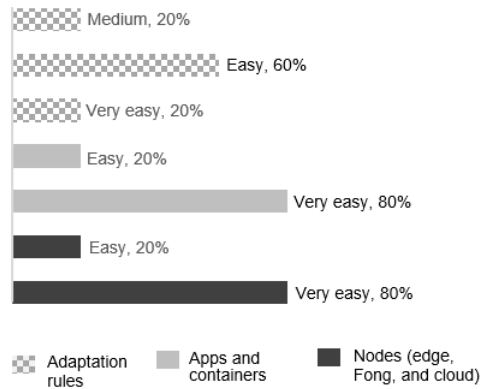 Medium, 20%
Easy, 60%
Very easy, 20%
Easy, 20%
Very easy, 80%
Easy, 20%
Very easy, 80%
Adaptation
rules
Apps and
containers
Nodes (edge,
Fong, and cloud)